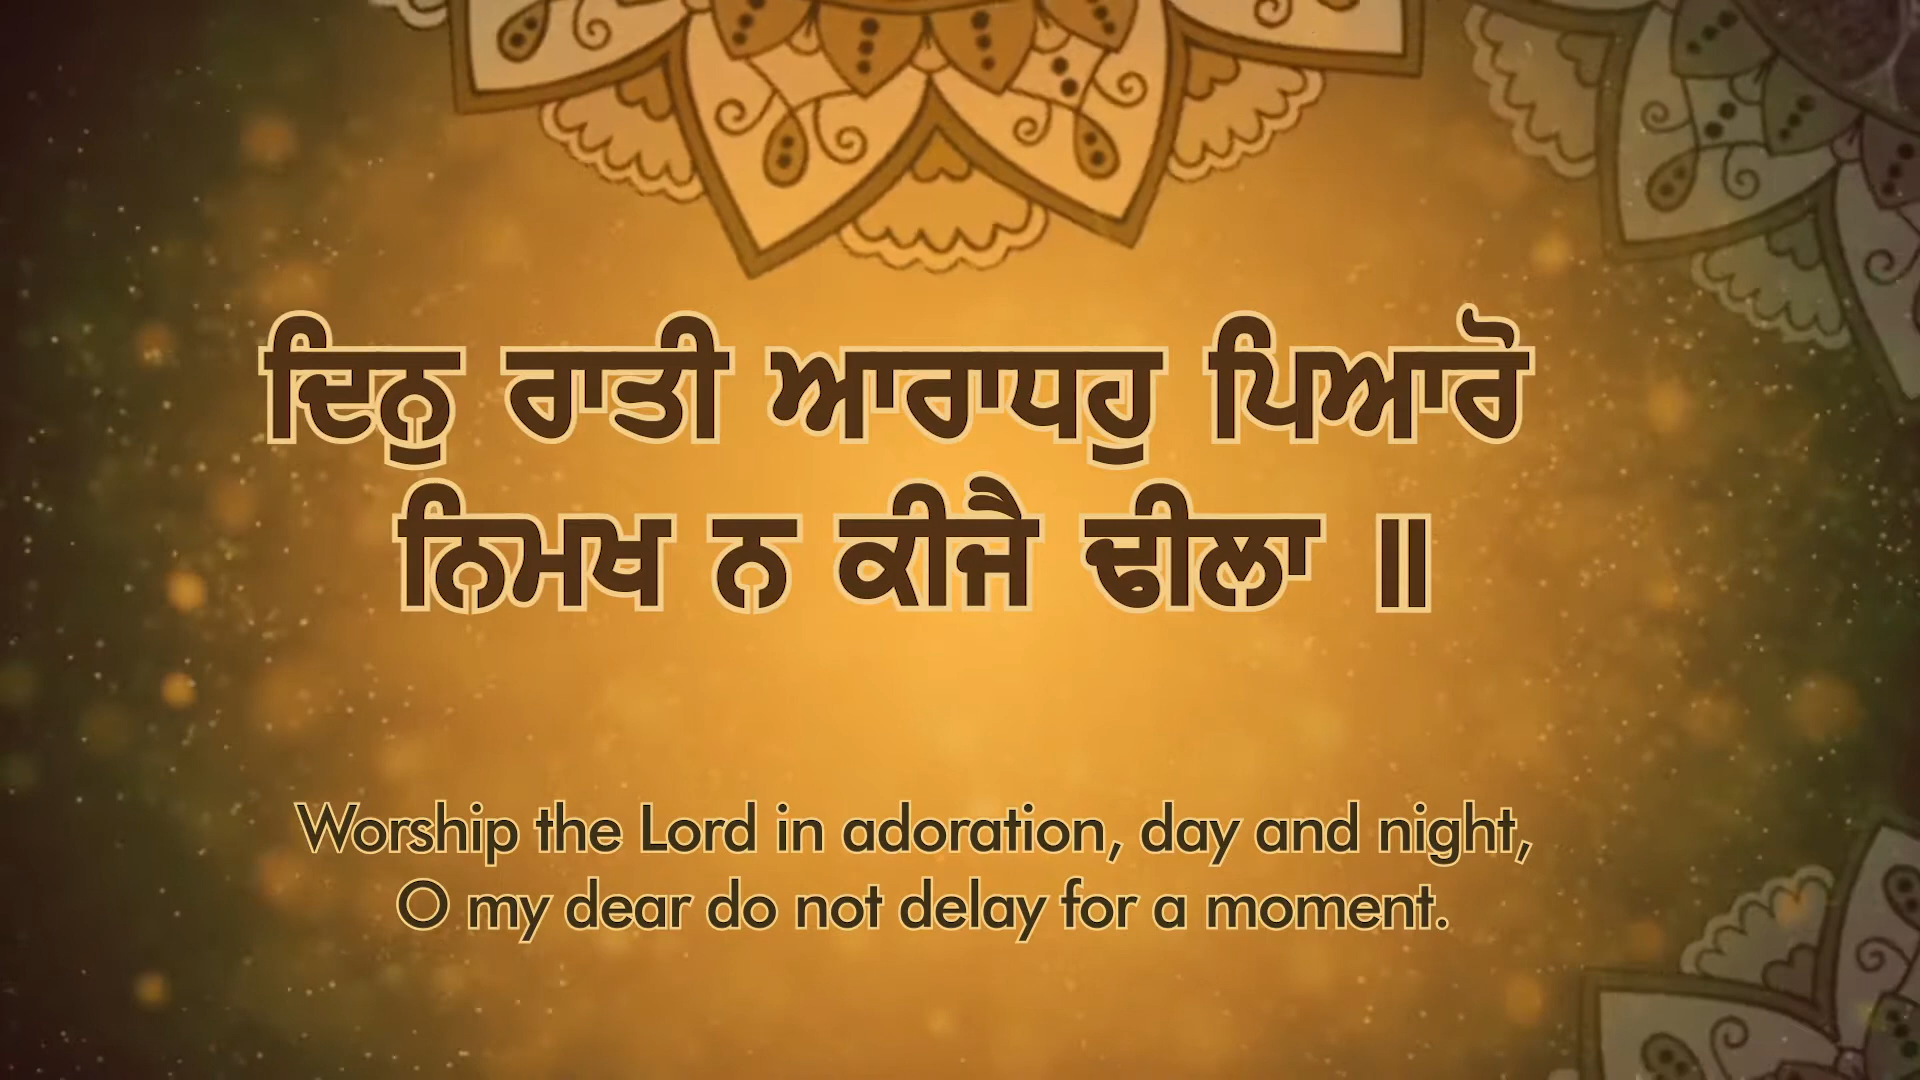 ਦਿਨੁ ਰਾਤੀ ਆਰਾਧਹੁ ਪਿਆਰੋ
ਨਿਮਖ ਨ ਕੀਜੈ ਢੀਲਾ ॥
Worship the Lord in adoration, day and night,
O my dear do not delay for a moment.